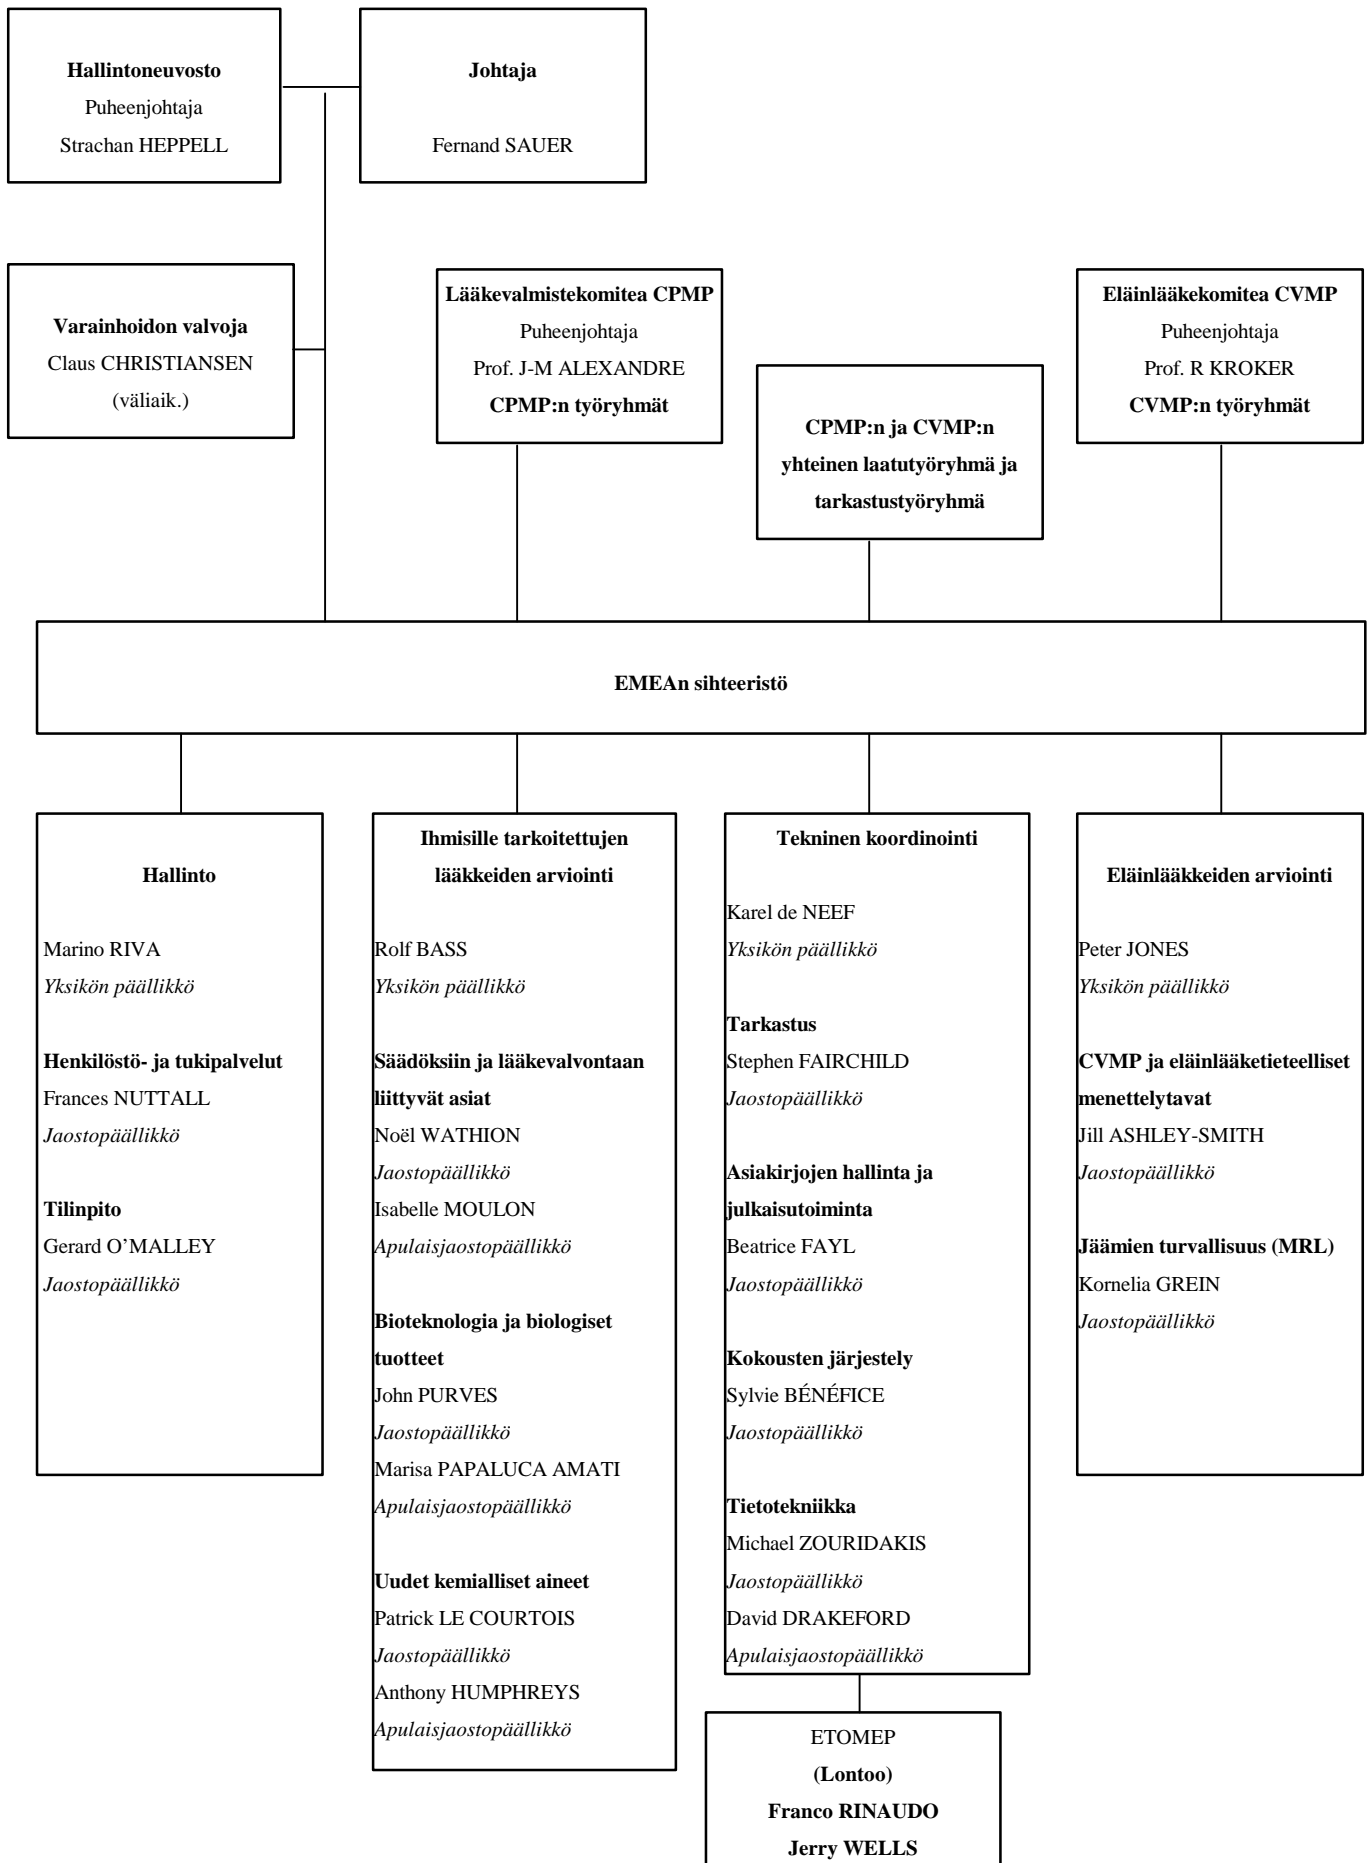 Hallintoneuvosto
Puheenjohtaja
Strachan HEPPELL
Johtaja
Fernand SAUER
Varainhoidon valvoja
Claus CHRISTIANSEN
(väliaik.)
Lääkevalmistekomitea CPMP
Puheenjohtaja
Prof. J-M ALEXANDRE
CPMP:n työryhmät
CPMP:n ja CVMP:n
yhteinen laatutyöryhmä ja
tarkastustyöryhmä
Eläinlääkekomitea CVMP
Puheenjohtaja
Prof. R KROKER
CVMP:n työryhmät
EMEAn sihteeristö
Hallinto
Marino RIVA
Yksikön päällikkö
Henkilöstö- ja tukipalvelut
Frances NUTTALL
Jaostopäällikkö
Tilinpito
Gerard O’MALLEY
Jaostopäällikkö
Ihmisille tarkoitettujen
lääkkeiden arviointi
Rolf BASS
Yksikön päällikkö
Säädöksiin ja lääkevalvontaan
liittyvät asiat
Noël WATHION
Jaostopäällikkö
Isabelle MOULON
Apulaisjaostopäällikkö
Bioteknologia ja biologiset
tuotteet
John PURVES
Jaostopäällikkö
Marisa PAPALUCA AMATI
Apulaisjaostopäällikkö
Uudet kemialliset aineet
Patrick LE COURTOIS
Jaostopäällikkö
Anthony HUMPHREYS
Apulaisjaostopäällikkö
Tekninen koordinointi
Karel de NEEF
Yksikön päällikkö
Tarkastus
Stephen FAIRCHILD
Jaostopäällikkö
Asiakirjojen hallinta ja
julkaisutoiminta
Beatrice FAYL
Jaostopäällikkö
Kokousten järjestely
Sylvie BÉNÉFICE
Jaostopäällikkö
Tietotekniikka
Michael ZOURIDAKIS
Jaostopäällikkö
David DRAKEFORD
Apulaisjaostopäällikkö
ETOMEP
(Lontoo)
Franco RINAUDO
Jerry WELLS
Eläinlääkkeiden arviointi
Peter JONES
Yksikön päällikkö
CVMP ja eläinlääketieteelliset
menettelytavat
Jill ASHLEY-SMITH
Jaostopäällikkö
Jäämien turvallisuus (MRL)
Kornelia GREIN
Jaostopäällikkö